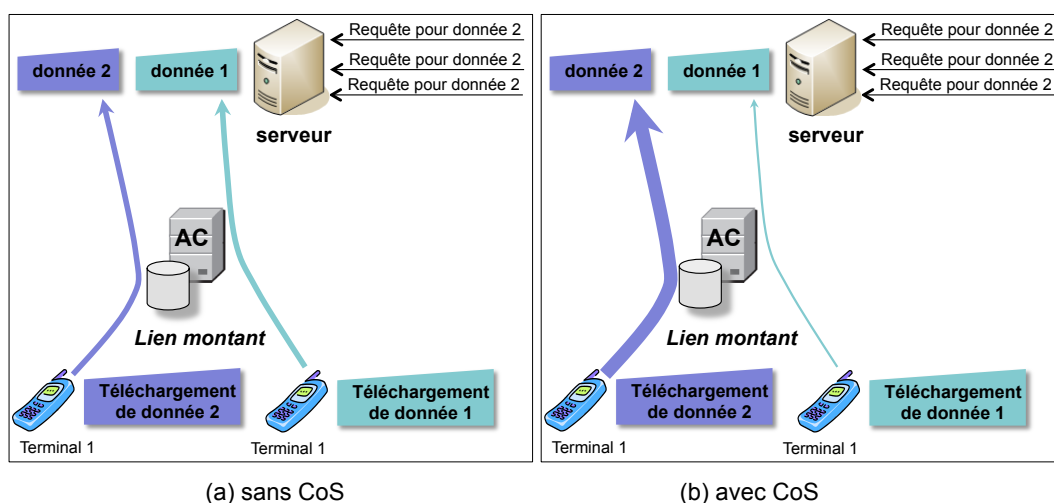 Requête pour donnée 2
donnée 2
donnée 1
Requête pour donnée 2
Requête pour donnée 2
serveur
AC
Lien montant
Téléchargement
de donnée 2
Téléchargement
de donnée 1
Terminal 1
Terminal 1
(a) sans CoS
Requête pour donnée 2
donnée 2
donnée 1
Requête pour donnée 2
Requête pour donnée 2
serveur
AC
Lien montant
Téléchargement
de donnée 2
Téléchargement
de donnée 1
Terminal 1
Terminal 1
(b) avec CoS